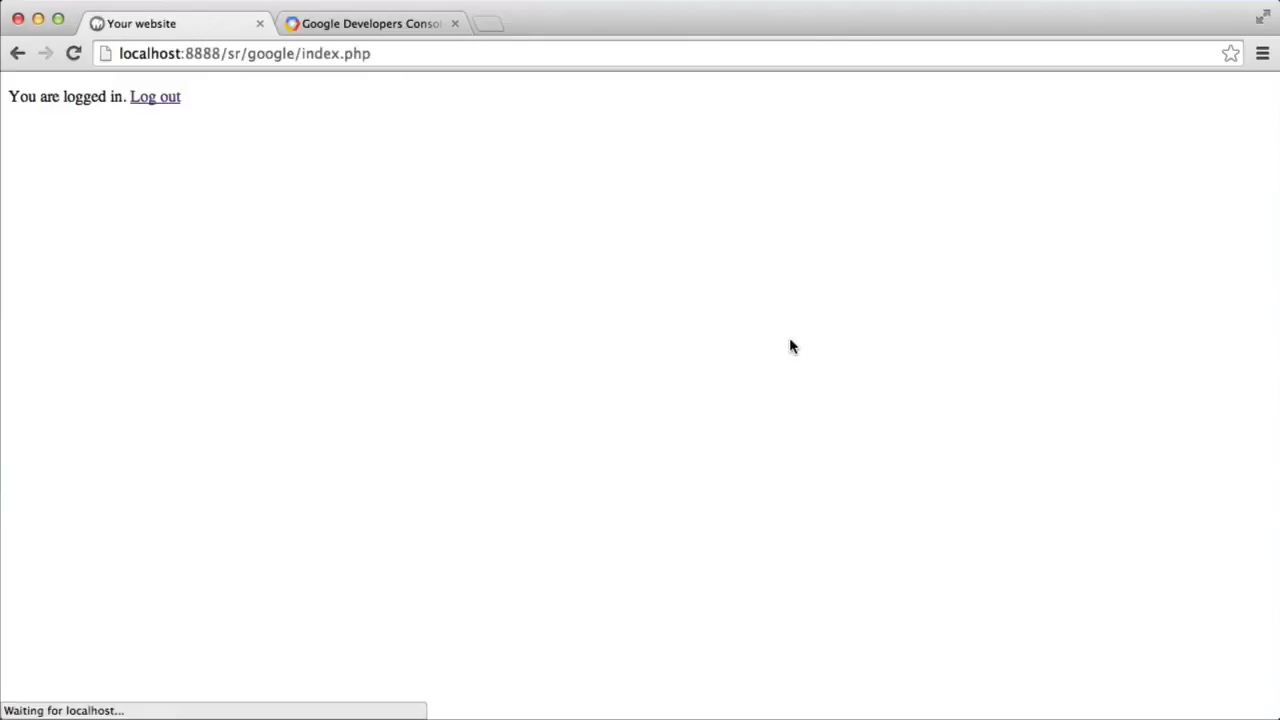 Your website
Google Developers Consol
localhost:8888/sr/google/index.php
You are logged in. Log out
Waiting for localhost...